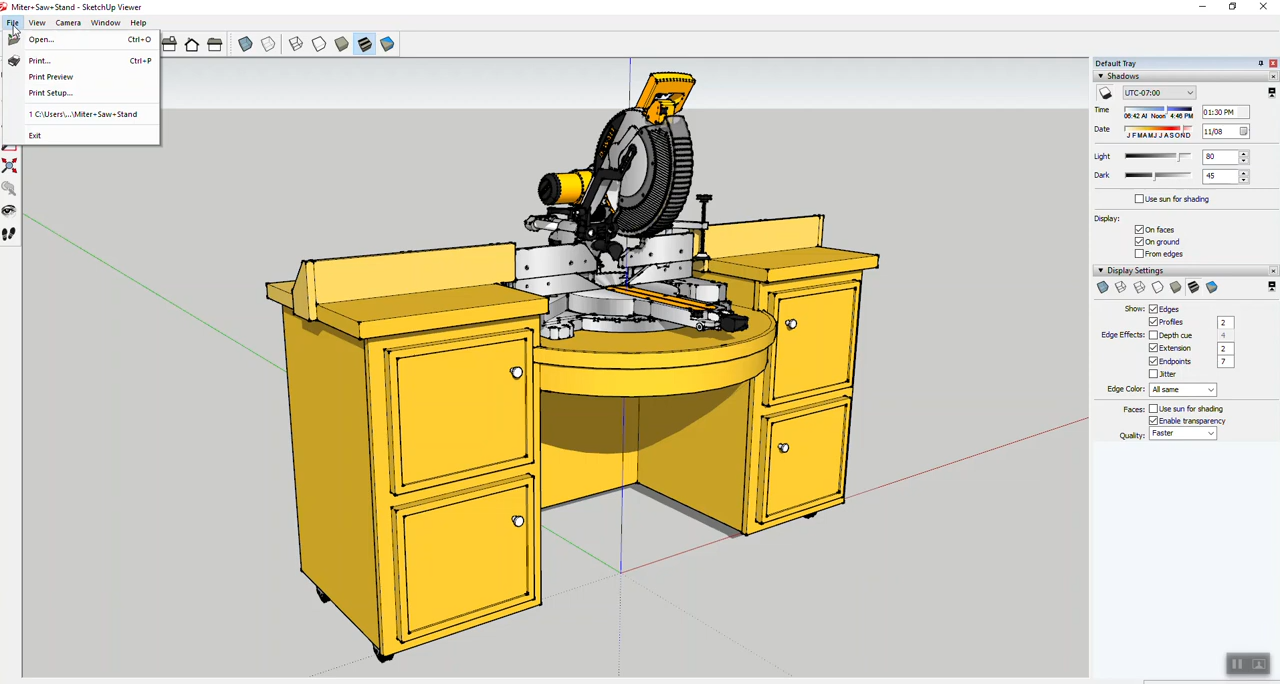 Miter+Saw+Stand - SketchUp Viewer
File View Camera Window Help
Open... Ctrl+O
Print... Ctrl+P
Print Preview
Print Setup...
1 C:\Users\...\Miter+Saw+Stand
Exit
Default Tray
Shadows
UTC-07:00
Time 06:42 AI Noon 4:46 PM 01:30 PM
Date J F M A M J J A S O N D 11/08
Light 80
Dark 45
Use sun for shading
Display:
On faces
On ground
From edges
Display Settings
Show: Edges
Profiles 2
Edge Effects: Depth cue 4
Extension 2
Endpoints 7
Jitter
Edge Color: All same
Faces: Use sun for shading
Enable transparency
Quality: Faster